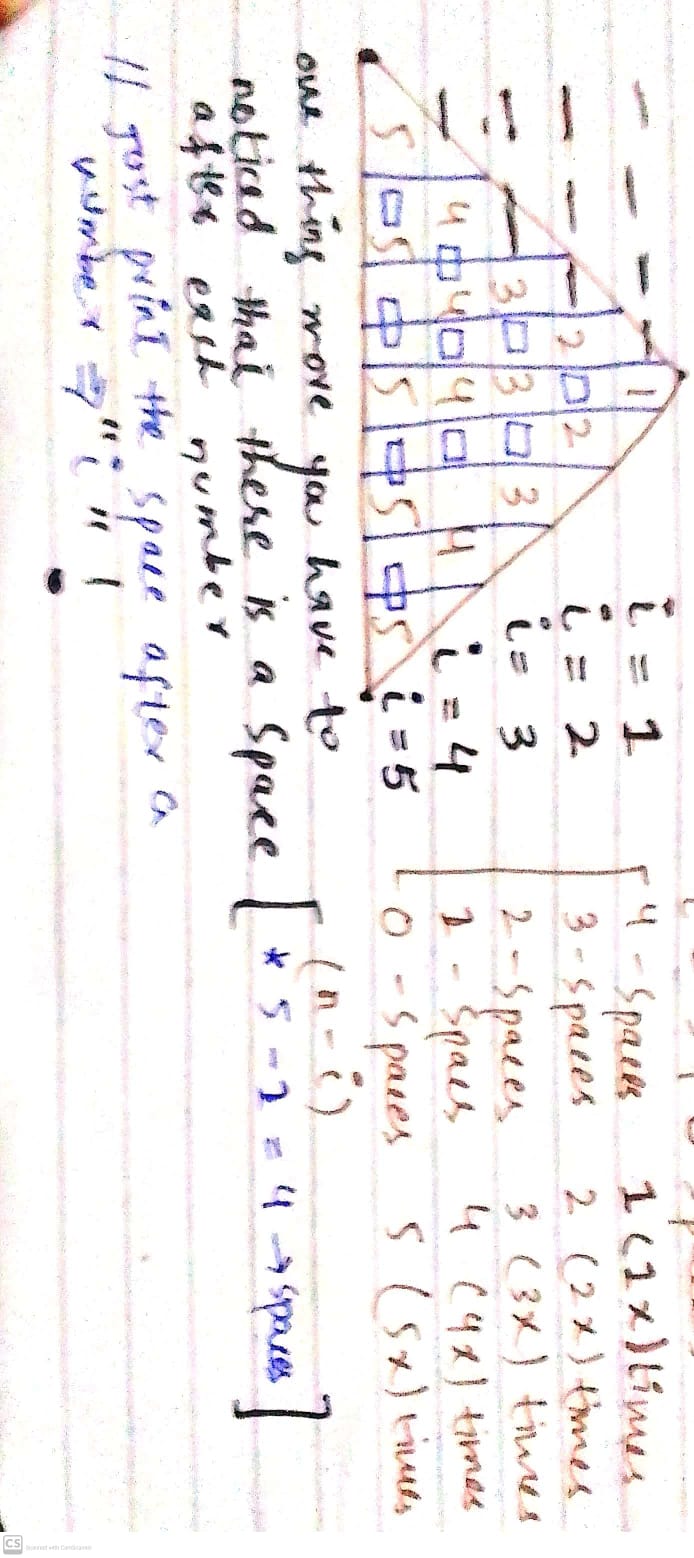 1 i = 1 4 - Spaces 1 (1x) times
2 2 i = 2 3 - Spaces 2 (2x) times
3 3 3 i = 3 2 - Spaces 3 (3x) times
4 4 4 4 i = 4 1 - Spaces 4 (4x) times
5 5 5 5 5 i = 5 0 - Spaces 5 (5x) times
(n - i)
* 5 - 1 = 4 → spaces
one thing more you have to
noticed that there is a Space
after each number
// Just print the space after a
number ⇒ "i" !
CS